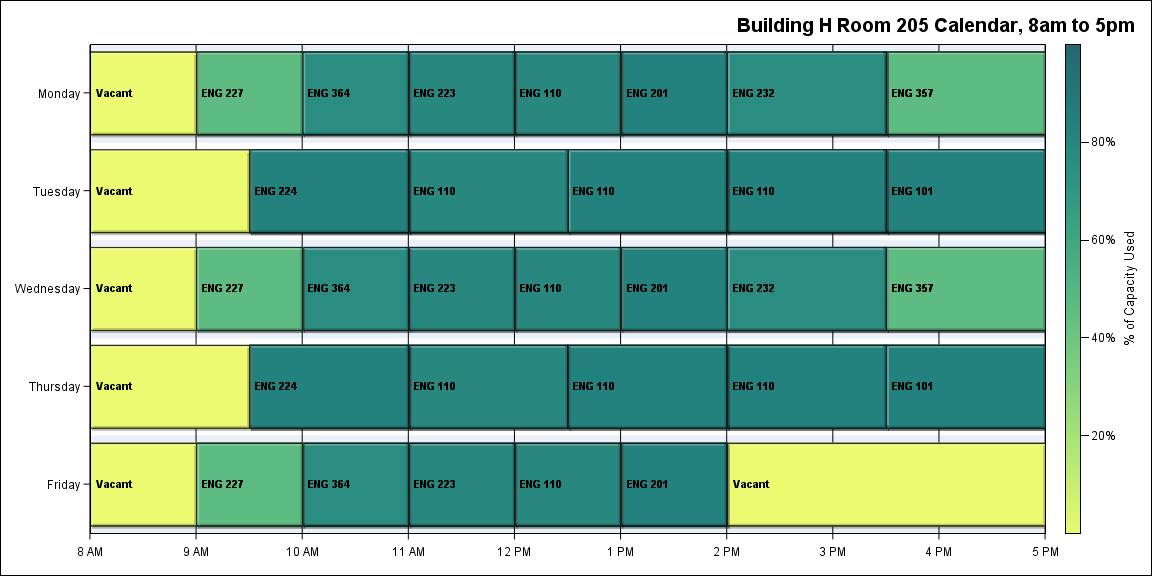 Building H Room 205 Calendar, 8am to 5pm
Monday
Vacant
ENG 227
ENG 364
ENG 223
ENG 110
ENG 201
ENG 232
ENG 357
Tuesday
Vacant
ENG 224
ENG 110
ENG 110
ENG 110
ENG 101
Wednesday
Vacant
ENG 227
ENG 364
ENG 223
ENG 110
ENG 201
ENG 232
ENG 357
Thursday
Vacant
ENG 224
ENG 110
ENG 110
ENG 110
ENG 101
Friday
Vacant
ENG 227
ENG 364
ENG 223
ENG 110
ENG 201
Vacant
8 AM
9 AM
10 AM
11 AM
12 PM
1 PM
2 PM
3 PM
4 PM
5 PM
80%
60%
40%
20%
% of Capacity Used